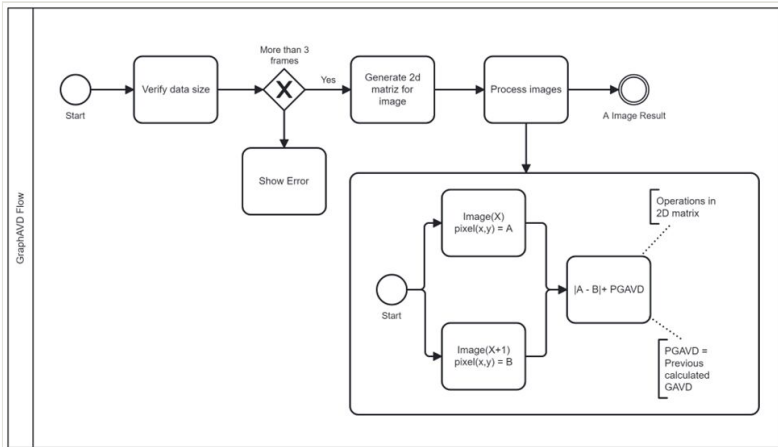 GraphAVD Flow
Start
Verify data size
More than 3
frames
Yes
Show Error
Generate 2d
matriz for
image
Process images
A Image Result
Start
Image(X)
pixel(x,y) = A
Image(X+1)
pixel(x,y) = B
|A - B|+ PGAVD
Operations in
2D matrix
PGAVD =
Previous
calculated
GAVD